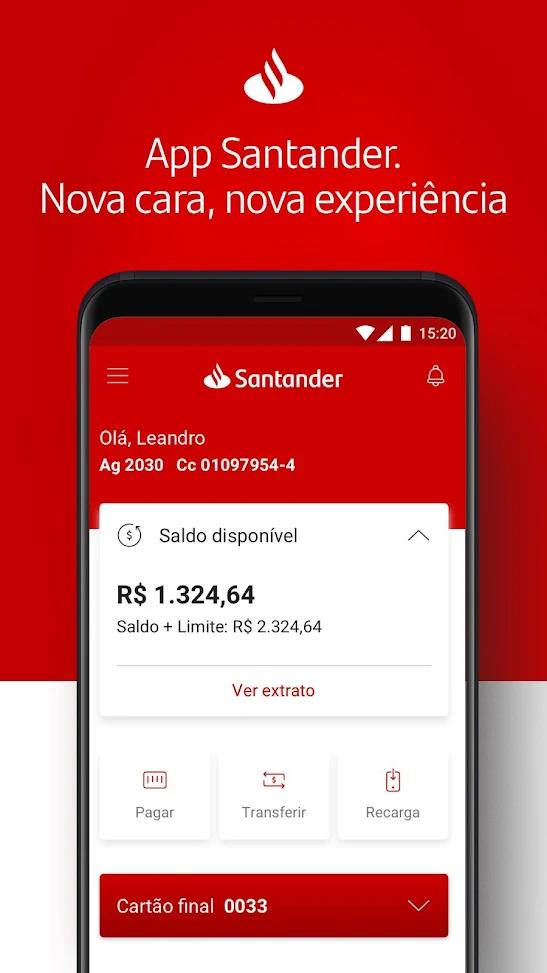 App Santander.
Nova cara, nova experiência
15:20
Santander
Olá, Leandro
Ag 2030 Cc 01097954-4
Saldo disponível
R$ 1.324,64
Saldo + Limite: R$ 2.324,64
Ver extrato
Pagar Transferir Recarga
Cartão final 0033